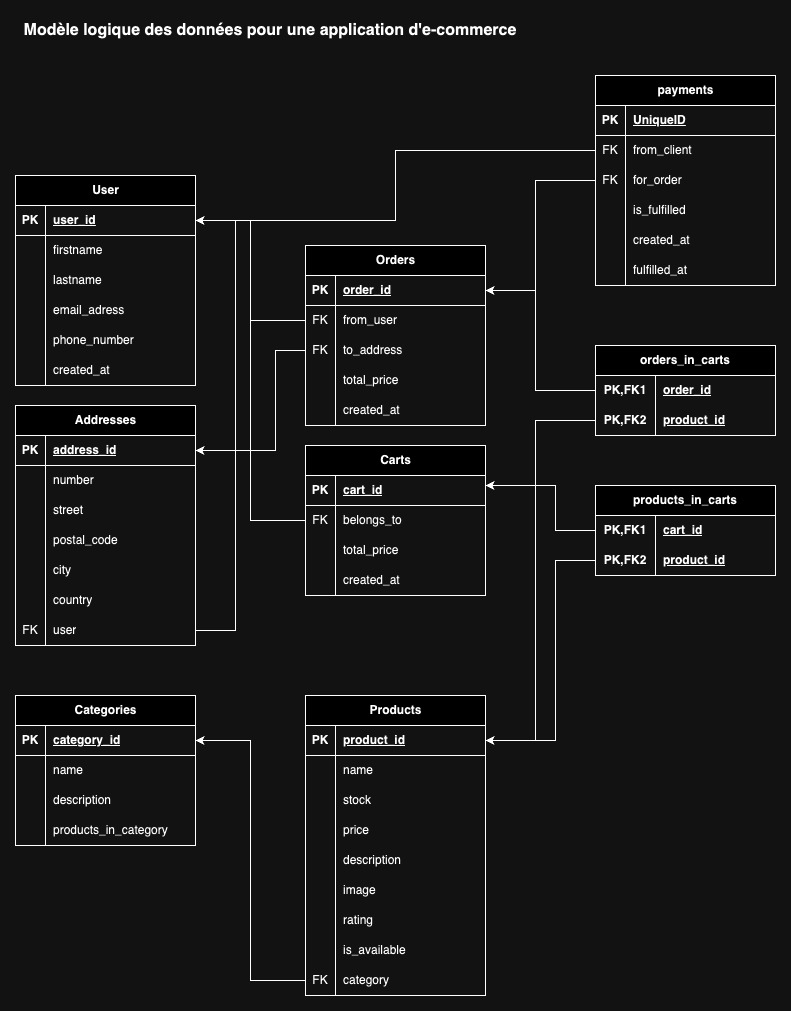 Modèle logique des données pour une application d'e-commerce
payments
PK UniqueID
FK from_client
FK for_order
is_fulfilled
created_at
fulfilled_at
User
PK user_id
firstname
lastname
email_adress
phone_number
created_at
Orders
PK order_id
FK from_user
FK to_address
total_price
created_at
orders_in_carts
PK,FK1 order_id
PK,FK2 product_id
Addresses
PK address_id
number
street
postal_code
city
country
FK user
Carts
PK cart_id
FK belongs_to
total_price
created_at
products_in_carts
PK,FK1 cart_id
PK,FK2 product_id
Categories
PK category_id
name
description
products_in_category
Products
PK product_id
name
stock
price
description
image
rating
is_available
FK category